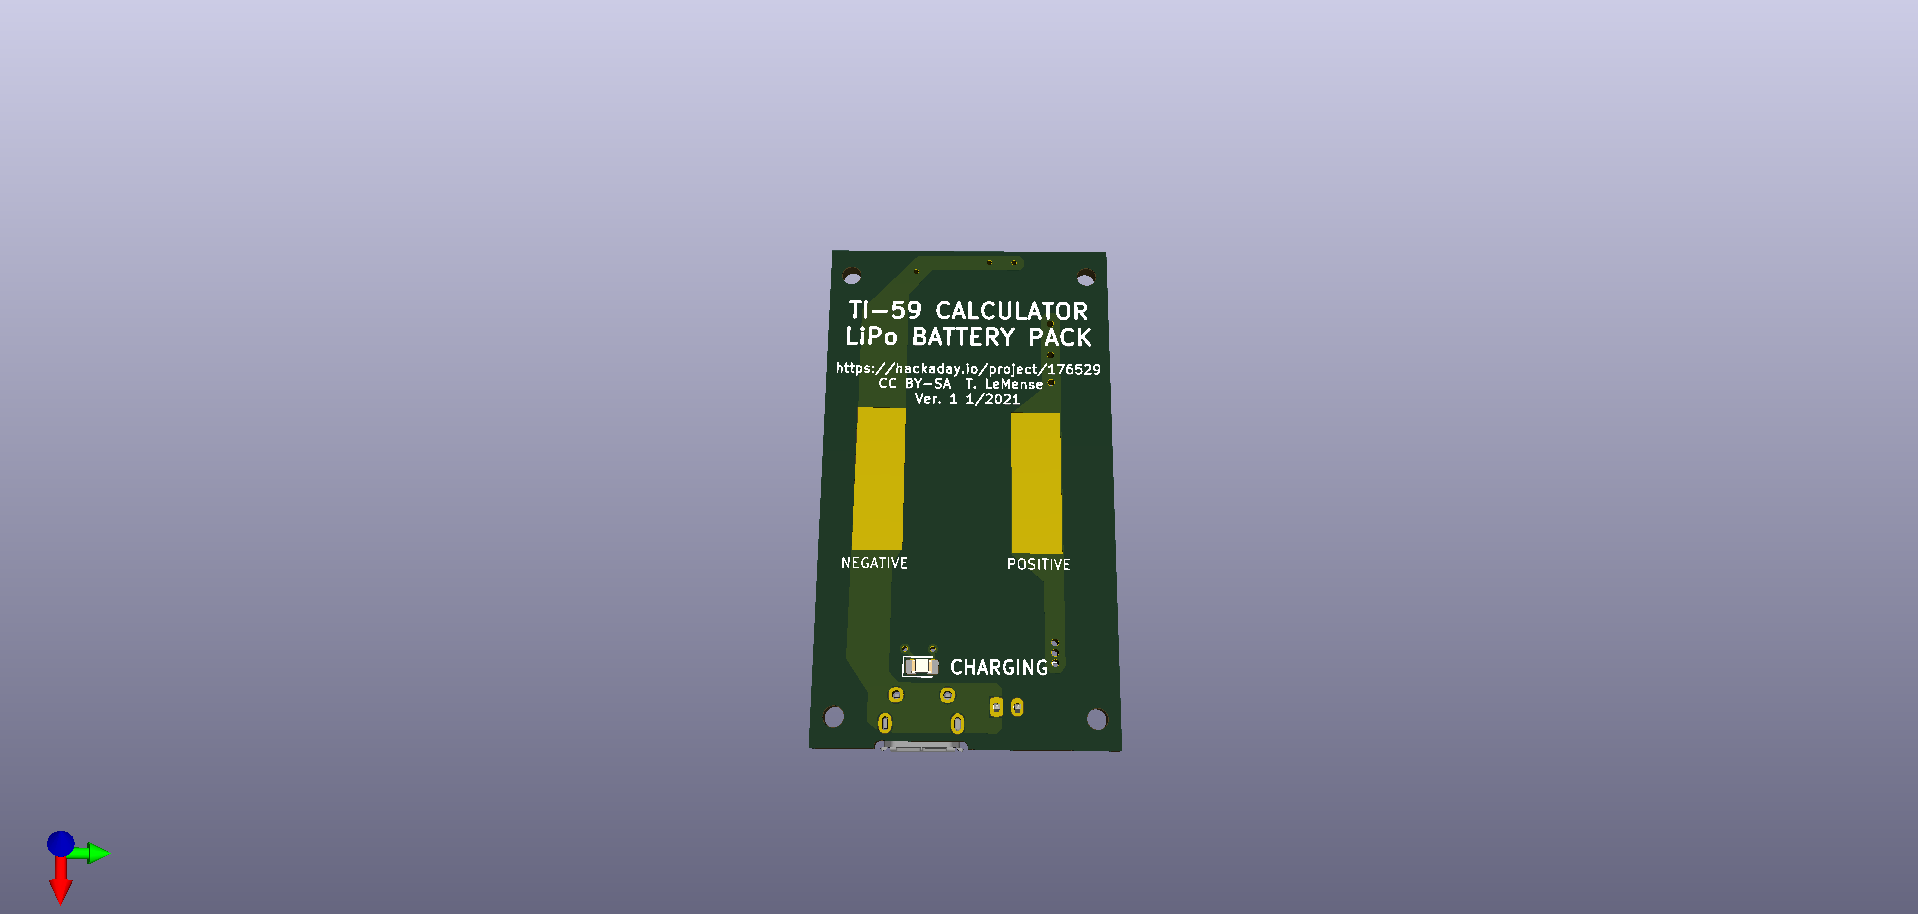 TI-59 CALCULATOR
LiPo BATTERY PACK
https://hackaday.io/project/176529
CC BY-SA T. LeMense
Ver. 1 1/2021
NEGATIVE
POSITIVE
CHARGING